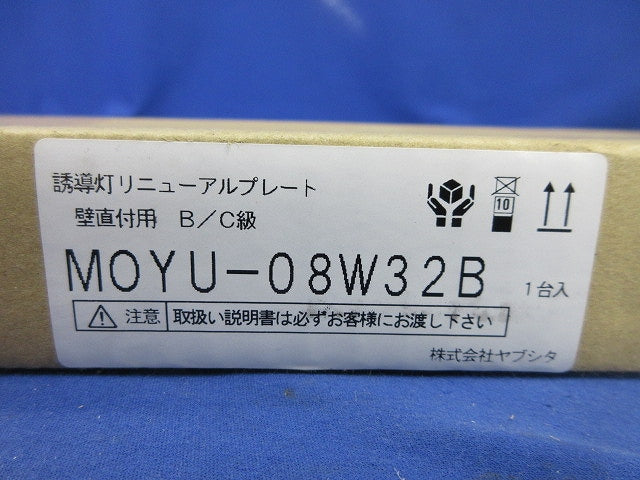 誘導灯リニューアルプレート
壁直付用 B／C級
10
MOYU－08W32B 1台入
注意 取扱い説明書は必ずお客様にお渡し下さい
株式会社ヤブシタ